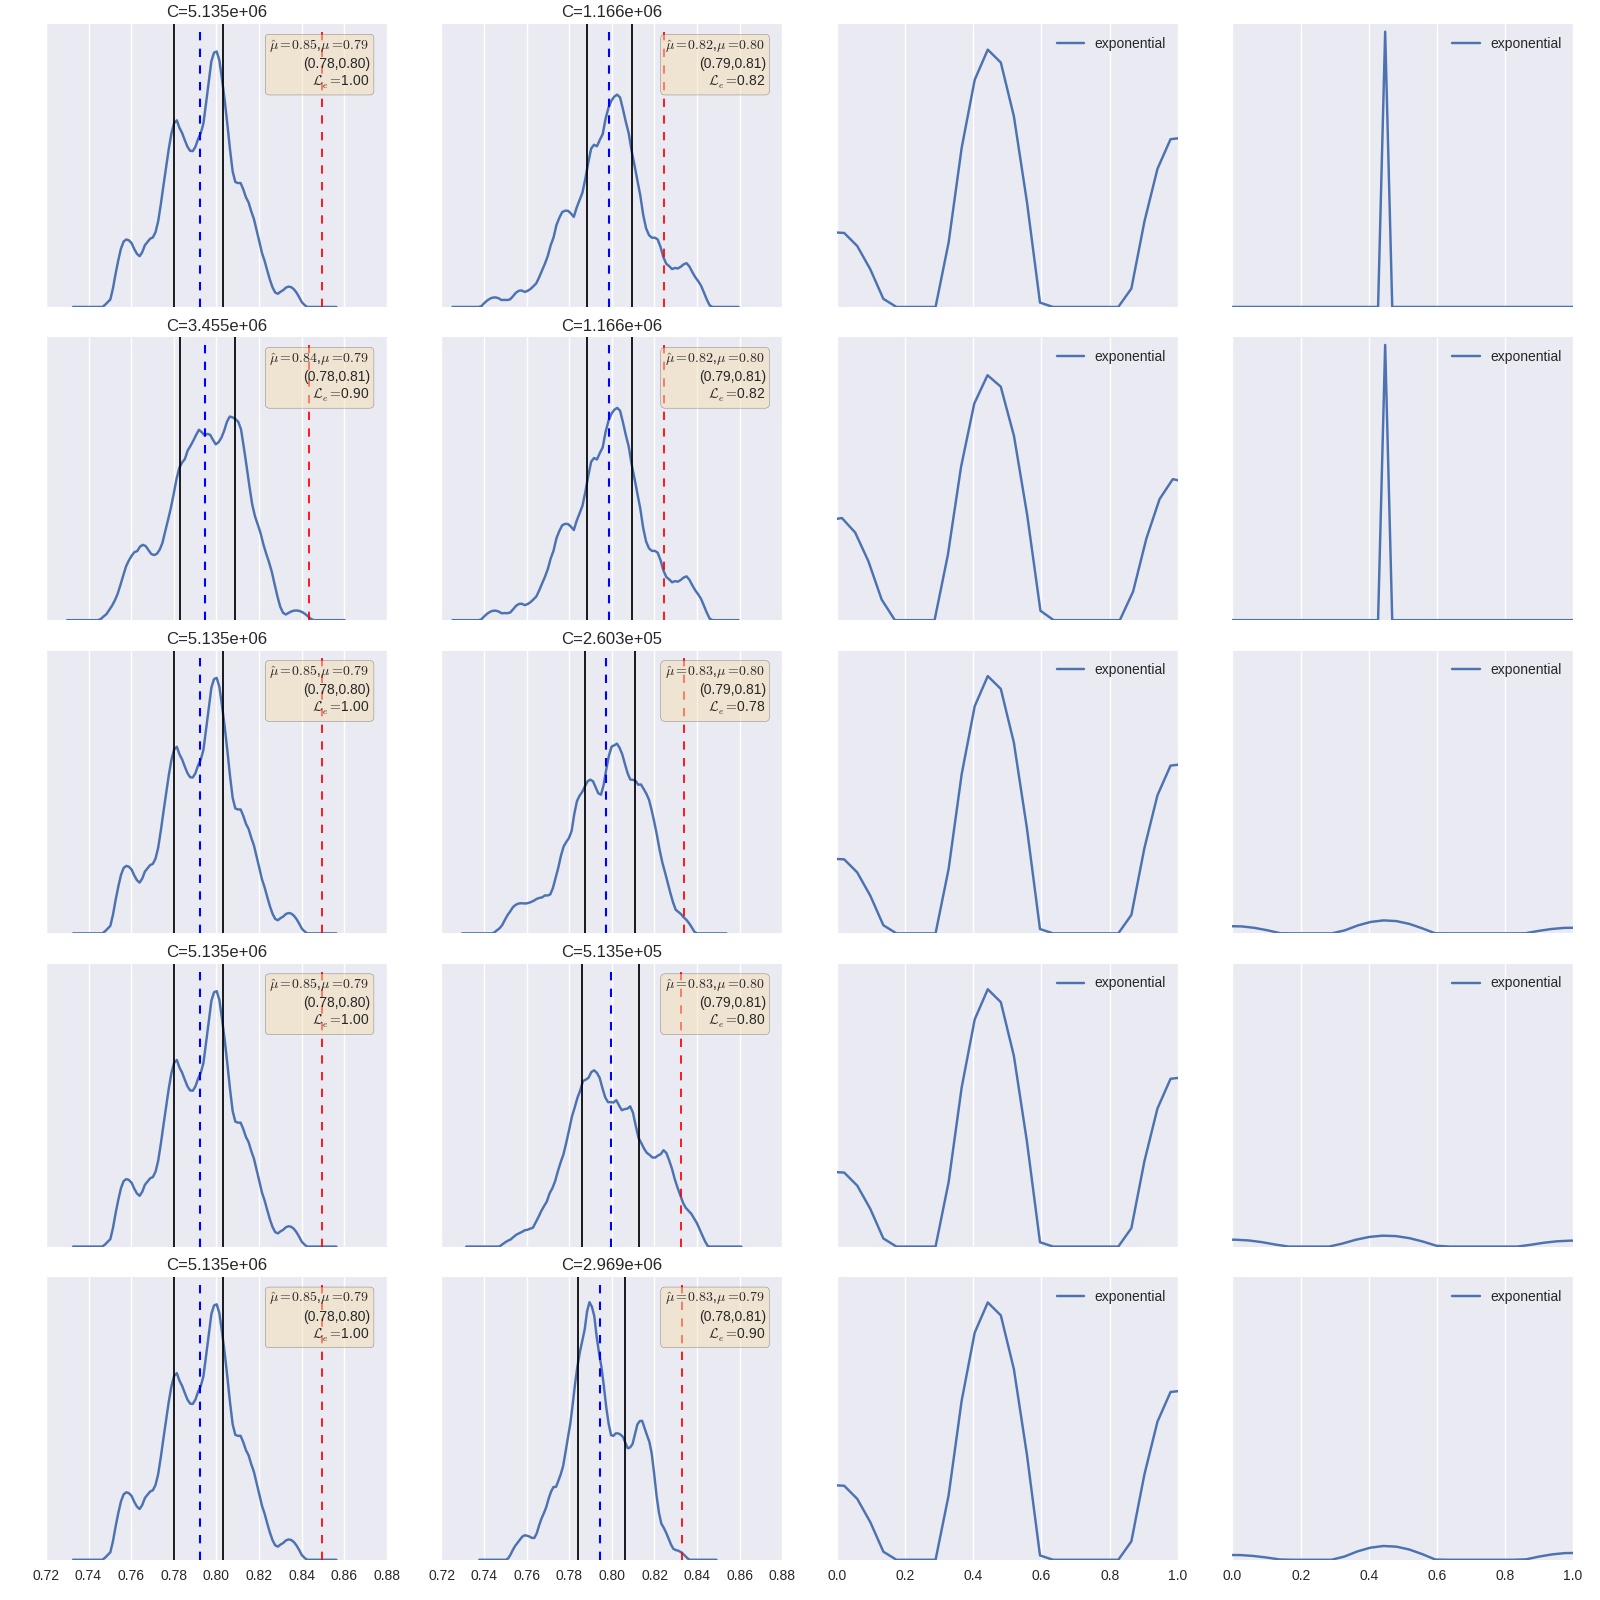 C=5.135e+06
C=1.166e+06
μ̂=0.85,μ=0.79
(0.78,0.80)
ℒₑ=1.00
μ̂=0.82,μ=0.80
(0.79,0.81)
ℒₑ=0.82
exponential
exponential
C=3.455e+06
C=1.166e+06
μ̂=0.84,μ=0.79
(0.78,0.81)
ℒₑ=0.90
μ̂=0.82,μ=0.80
(0.79,0.81)
ℒₑ=0.82
exponential
exponential
C=5.135e+06
C=2.603e+05
μ̂=0.85,μ=0.79
(0.78,0.80)
ℒₑ=1.00
μ̂=0.83,μ=0.80
(0.79,0.81)
ℒₑ=0.78
exponential
exponential
C=5.135e+06
C=5.135e+05
μ̂=0.85,μ=0.79
(0.78,0.80)
ℒₑ=1.00
μ̂=0.83,μ=0.80
(0.79,0.81)
ℒₑ=0.80
exponential
exponential
C=5.135e+06
C=2.969e+06
μ̂=0.85,μ=0.79
(0.78,0.80)
ℒₑ=1.00
μ̂=0.83,μ=0.79
(0.78,0.81)
ℒₑ=0.90
exponential
exponential
0.72 0.74 0.76 0.78 0.80 0.82 0.84 0.86 0.88
0.72 0.74 0.76 0.78 0.80 0.82 0.84 0.86 0.88
0.0 0.2 0.4 0.6 0.8 1.0
0.0 0.2 0.4 0.6 0.8 1.0